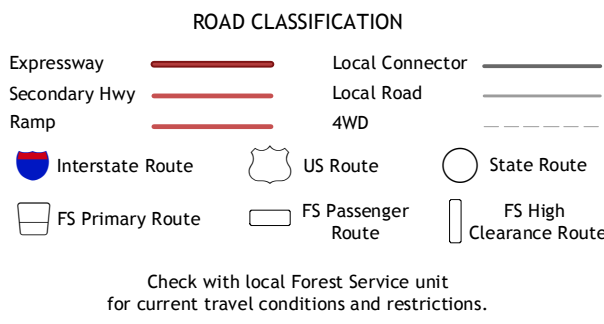 ROAD CLASSIFICATION
Expressway
Local Connector
Secondary Hwy
Local Road
Ramp
4WD
Interstate Route
US Route
State Route
FS Primary Route
FS Passenger
Route
FS High
Clearance Route
Check with local Forest Service unit
for current travel conditions and restrictions.